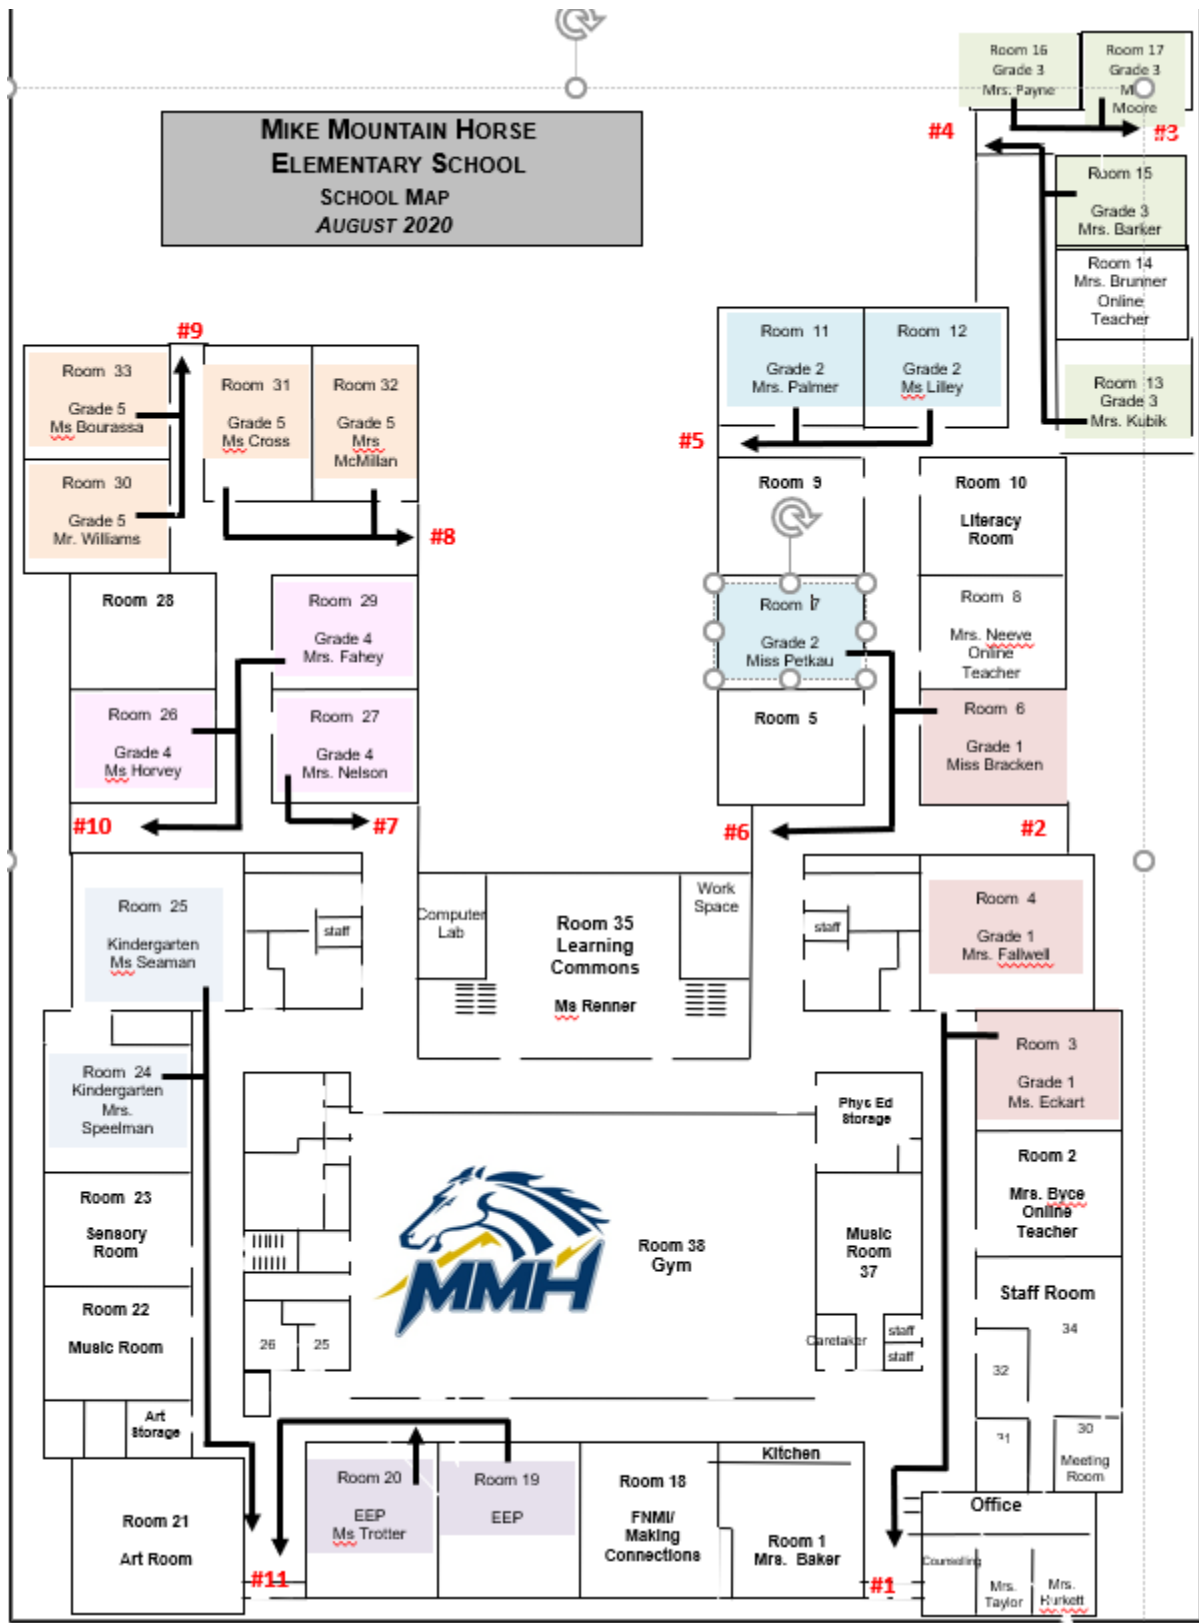 Room 16
Grade 3
Mrs. Payne
Room 17
Grade 3
Moore
#4
#3
MIKE MOUNTAIN HORSE
ELEMENTARY SCHOOL
SCHOOL MAP
AUGUST 2020
Room 15
Grade 3
Mrs. Barker
Room 14
Mrs. Brunner
Online
Teacher
Room 13
Grade 3
Mrs. Kubik
#9
Room 33
Grade 5
Ms Bourassa
Room 31
Grade 5
Ms Cross
Room 32
Grade 5
Mrs
McMillan
Room 30
Grade 5
Mr. Williams
#8
Room 11
Grade 2
Mrs. Palmer
Room 12
Grade 2
Ms Lilley
#5
Room 9
Room 10
Literacy
Room
Room 28
Room 29
Grade 4
Mrs. Fahey
Room 7
Grade 2
Miss Petkau
Room 8
Mrs. Neeve
Online
Teacher
Room 26
Grade 4
Ms Horvey
Room 27
Grade 4
Mrs. Nelson
Room 5
Room 6
Grade 1
Miss Bracken
#10
#7
#6
#2
Room 25
Kindergarten
Ms Seaman
staff
Computer
Lab
Room 35
Learning
Commons
Ms Renner
Work
Space
staff
Room 4
Grade 1
Mrs. Fallwell
Room 24
Kindergarten
Mrs.
Speelman
Phys Ed
Storage
Room 3
Grade 1
Ms. Eckart
Room 23
Sensory
Room
MMH
Room 38
Gym
Music
Room
37
Room 2
Mrs. Byce
Online
Teacher
Room 22
Music Room
26
25
Caretaker
staff
staff
Staff Room
34
32
31
30
Meeting
Room
Art
Storage
Room 21
Art Room
Room 20
EEP
Ms Trotter
Room 19
EEP
Room 18
FNMI/
Making
Connections
Kitchen
Room 1
Mrs. Baker
Office
Counselling
Mrs.
Taylor
Mrs.
#11
#1